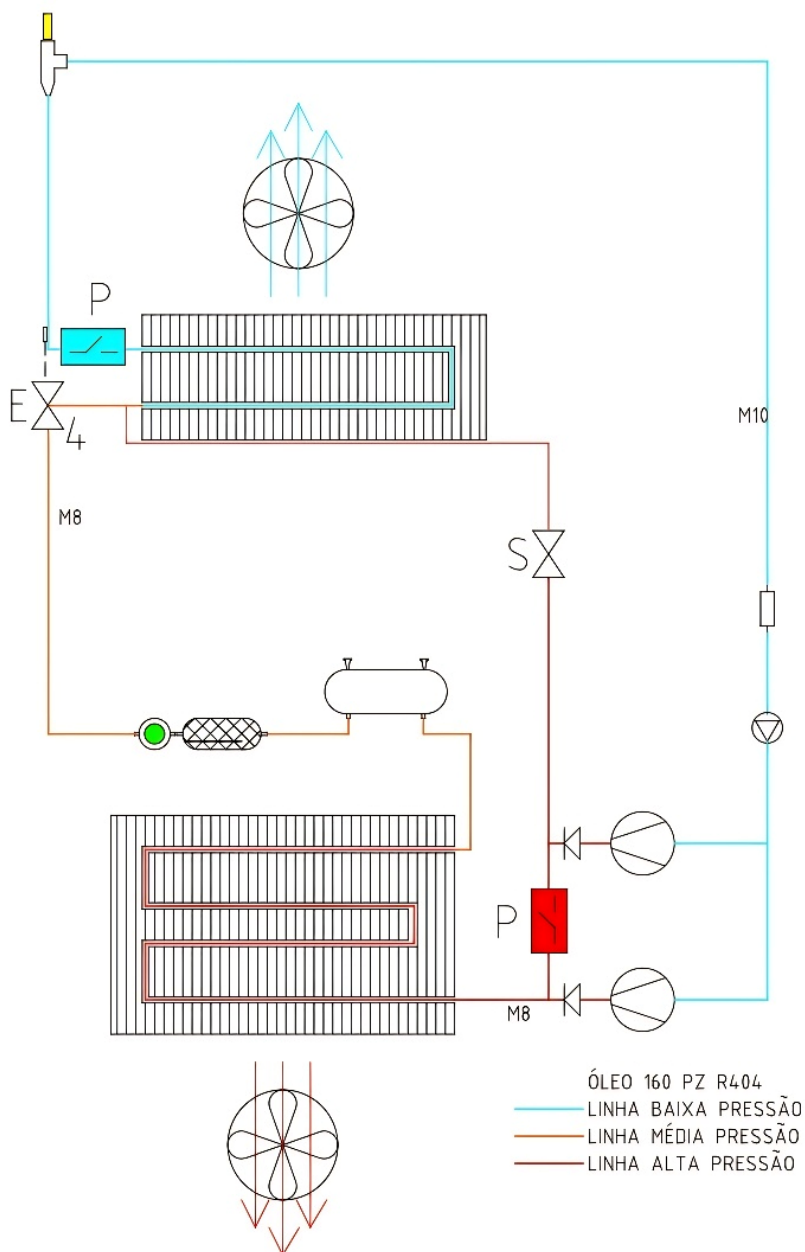 P
E
4
M10
M8
S
P
M8
ÓLEO 160 PZ R404
LINHA BAIXA PRESSÃO
LINHA MÉDIA PRESSÃO
LINHA ALTA PRESSÃO